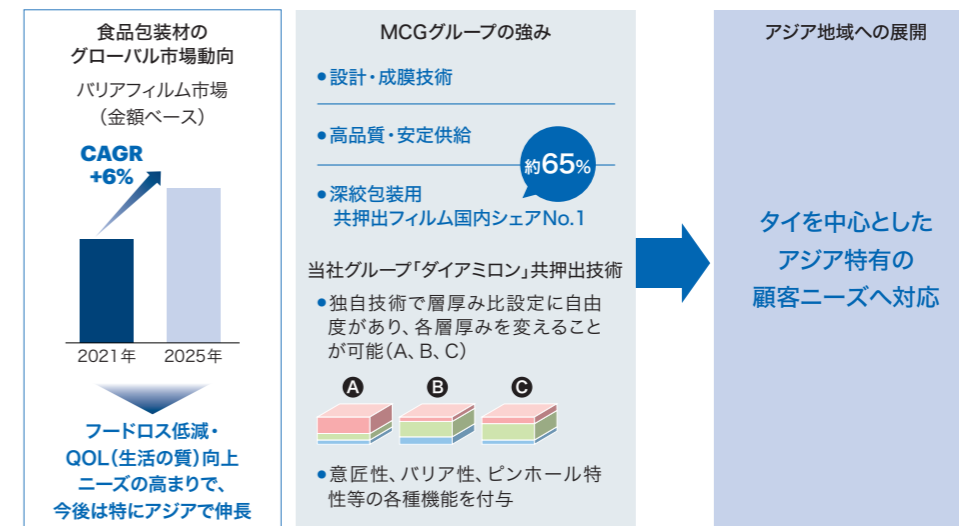 食品包装材の
グローバル市場動向
バリアフィルム市場
（金額ベース）
CAGR
+6%
2021年
2025年
フードロス低減・
QOL（生活の質）向上
ニーズの高まりで、
今後は特にアジアで伸長
MCGグループの強み
●設計・成膜技術
●高品質・安定供給
約65%
●深絞包装用
共押出フィルム国内シェアNo.1
当社グループ「ダイアミロン」共押出技術
●独自技術で層厚み比設定に自由
度があり、各層厚みを変えること
が可能（A、B、C）
A
B
C
●意匠性、バリア性、ピンホール特
性等の各種機能を付与
アジア地域への展開
タイを中心とした
アジア特有の
顧客ニーズへ対応